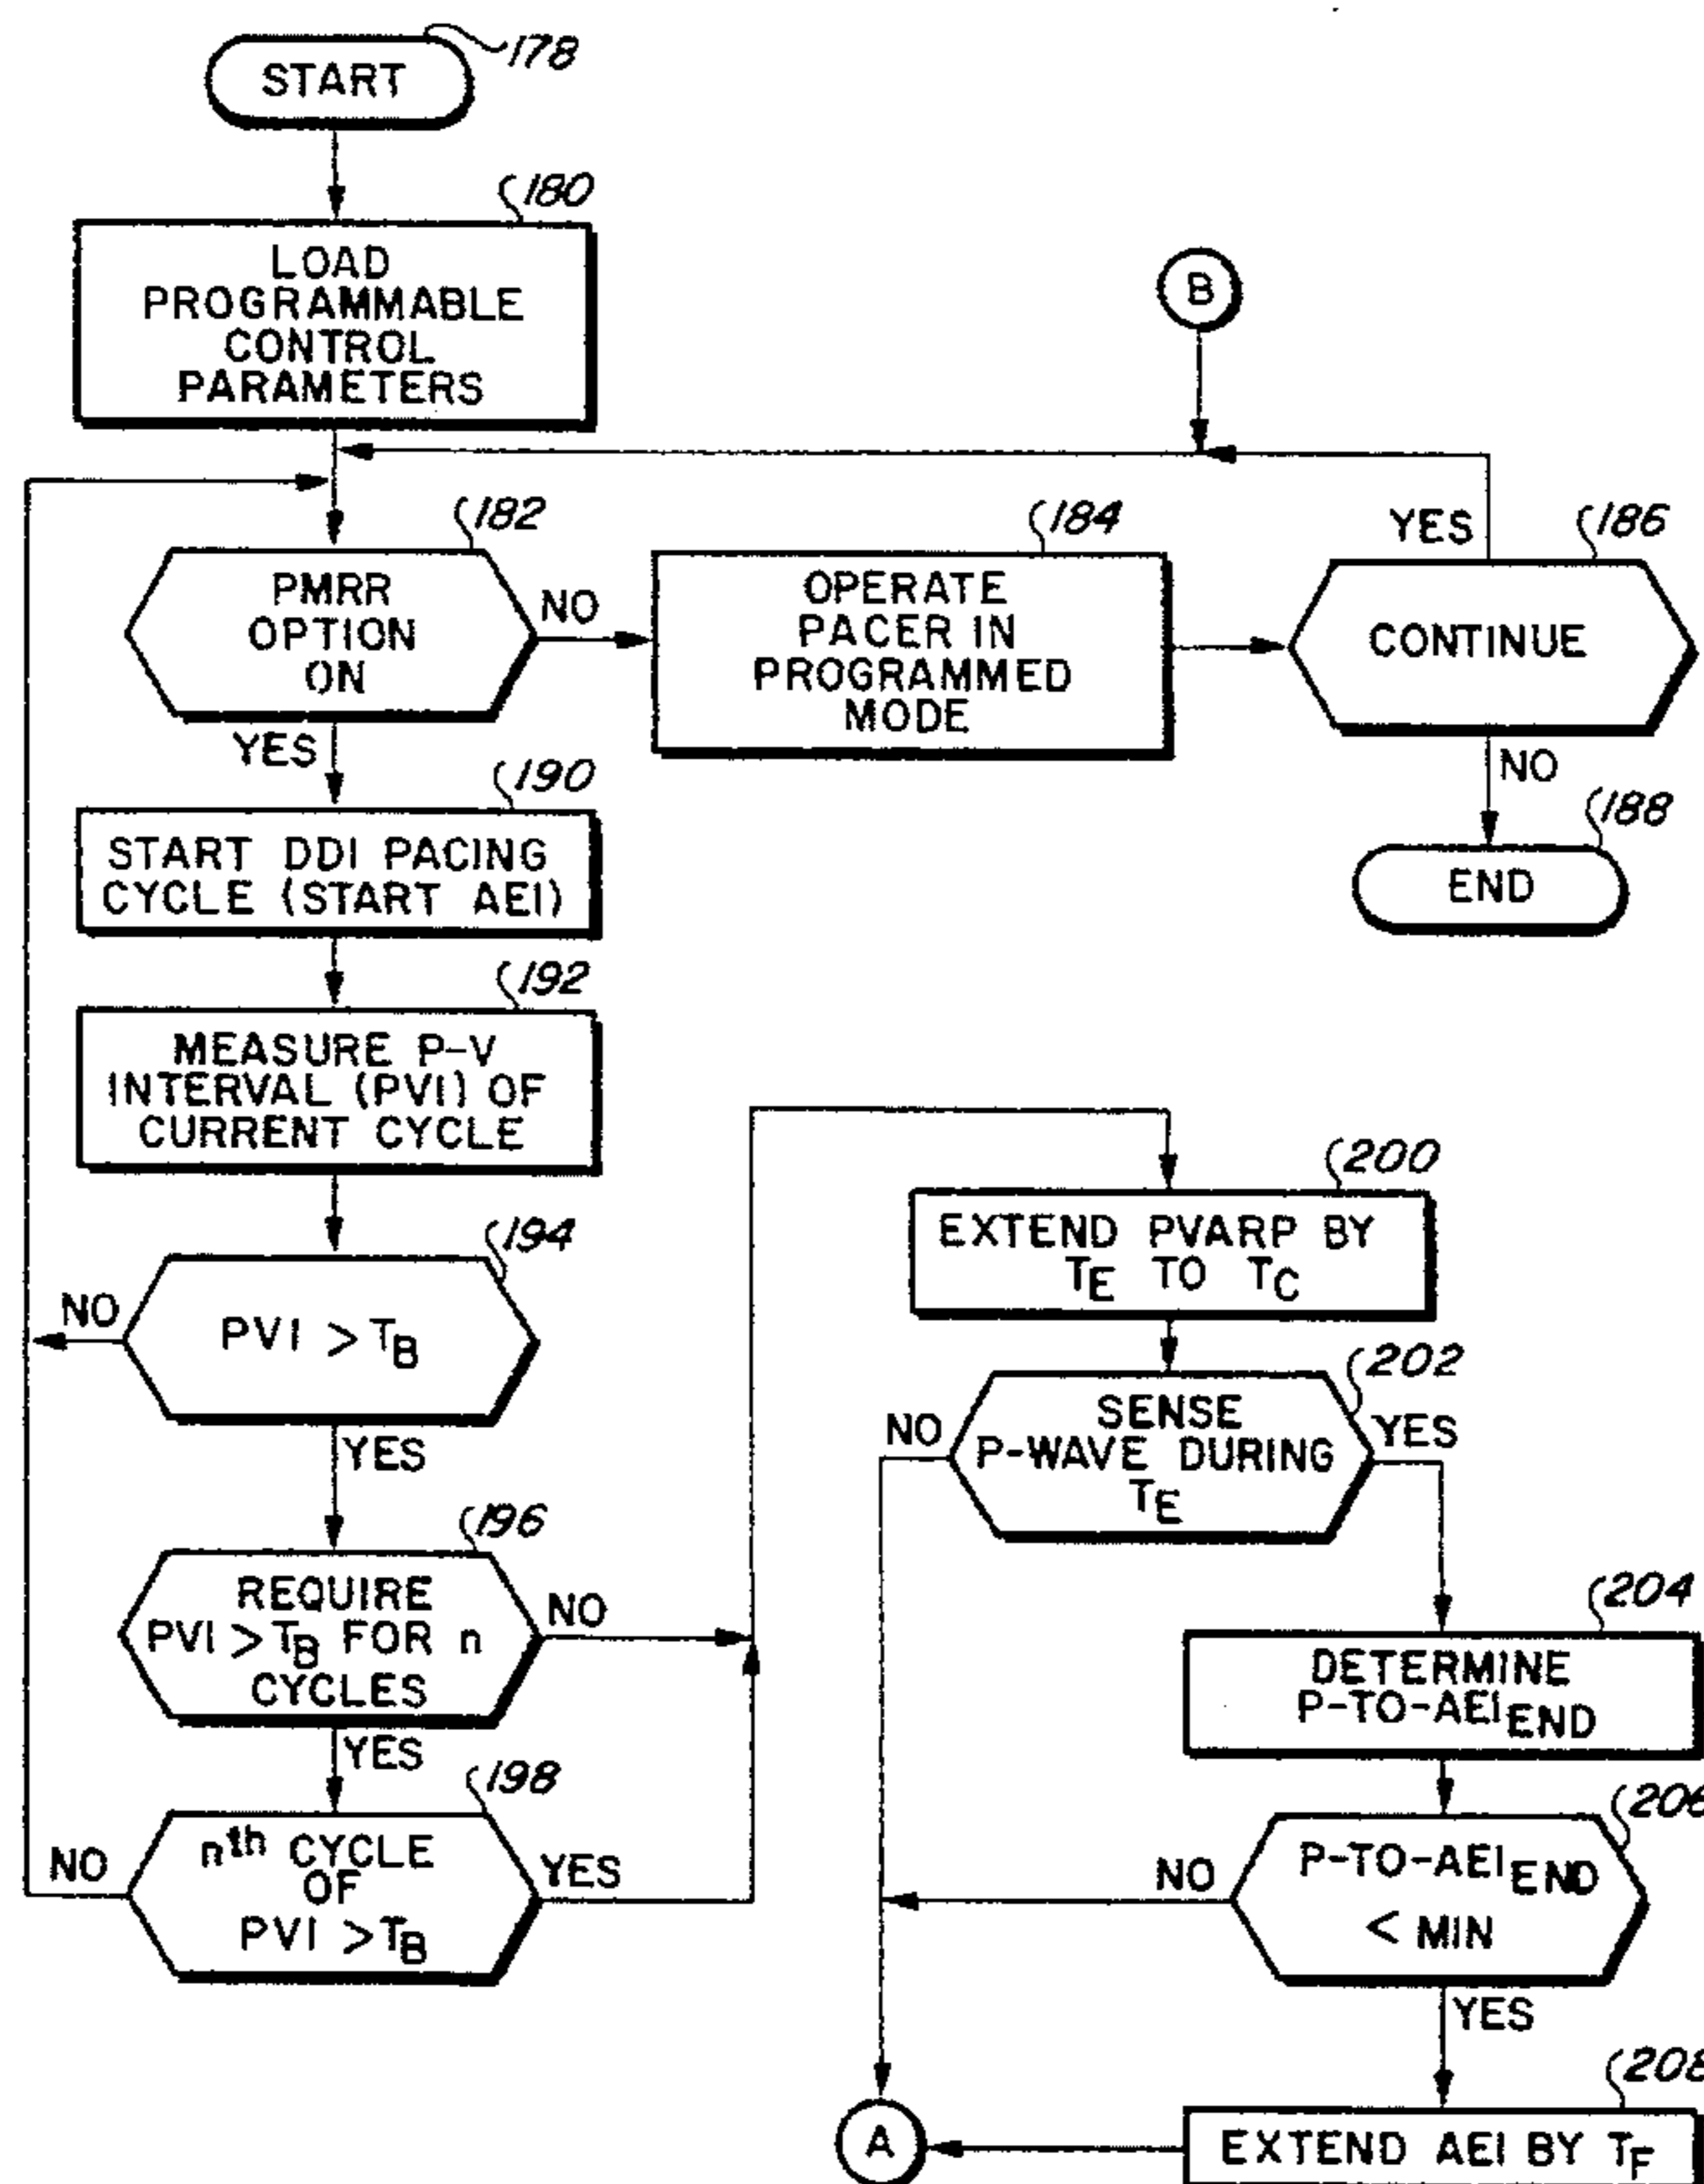 START
178
180
LOAD
PROGRAMMABLE
CONTROL
PARAMETERS
B
182
PMRR
OPTION
ON
NO
YES
184
OPERATE
PACER IN
PROGRAMMED
MODE
YES
186
CONTINUE
NO
188
END
190
START DDI PACING
CYCLE (START AEI)
192
MEASURE P-V
INTERVAL (PVI) OF
CURRENT CYCLE
194
NO
PVI > TB
YES
196
REQUIRE
PVI > TB FOR n
CYCLES
NO
YES
198
NO
nth CYCLE
OF
PVI > TB
YES
200
EXTEND PVARP BY
TE TO TC
202
NO
SENSE
P-WAVE DURING
TE
YES
204
DETERMINE
P-TO-AEIEND
206
NO
P-TO-AEIEND
< MIN
YES
208
A
EXTEND AEI BY TF